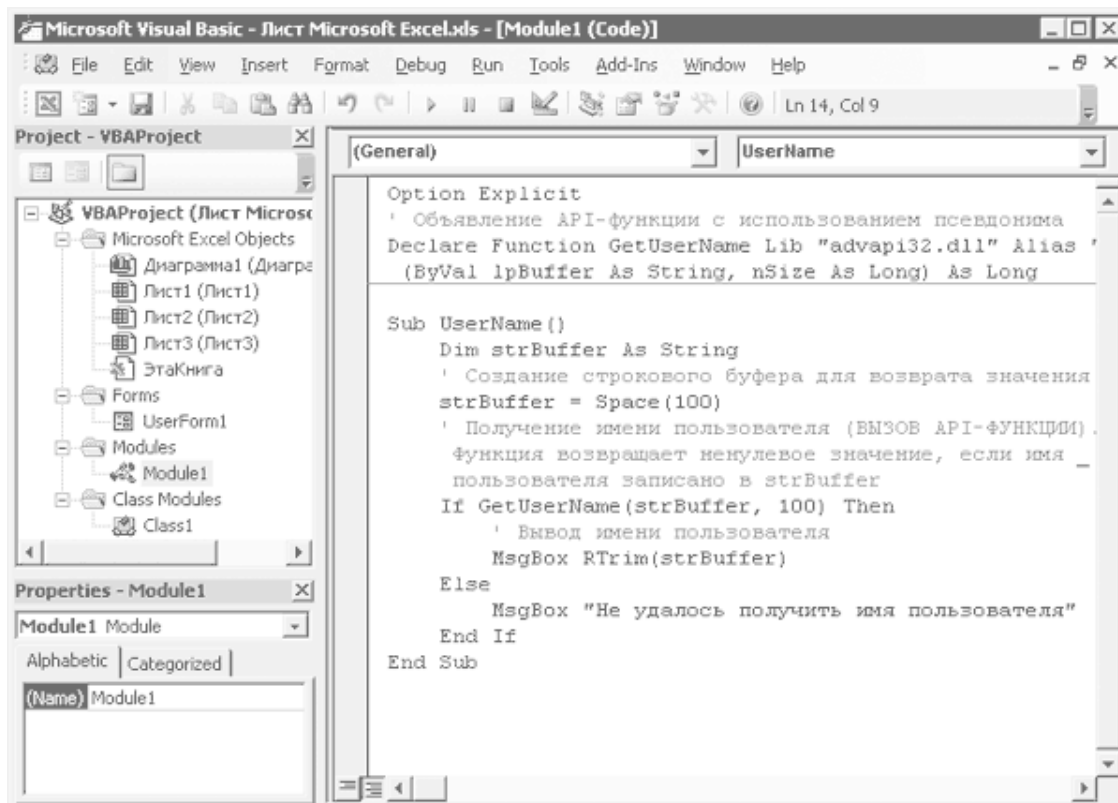 Microsoft Visual Basic - Лист Microsoft Excel.xls - [Module1 (Code)]
File Edit View Insert Format Debug Run Tools Add-Ins Window Help
Ln 14, Col 9
Project - VBAProject
VBAProject (Лист Microsc
Microsoft Excel Objects
Диаграмма1 (Диагра
Лист1 (Лист1)
Лист2 (Лист2)
Лист3 (Лист3)
ЭтаКнига
Forms
UserForm1
Modules
Module1
Class Modules
Class1
Properties - Module1
Module1 Module
Alphabetic Categorized
(Name) Module1
(General) UserName
Option Explicit
' Объявление API-функции с использованием псевдонима
Declare Function GetUserName Lib "advapi32.dll" Alias "
(ByVal lpBuffer As String, nSize As Long) As Long
Sub UserName()
Dim strBuffer As String
' Создание строкового буфера для возврата значения
strBuffer = Space(100)
' Получение имени пользователя (ВЫЗОВ API-ФУНКЦИИ).
Функция возвращает ненулевое значение, если имя _
пользователя записано в strBuffer
If GetUserName(strBuffer, 100) Then
' Вывод имени пользователя
MsgBox RTrim(strBuffer)
Else
MsgBox "Не удалось получить имя пользователя"
End If
End Sub